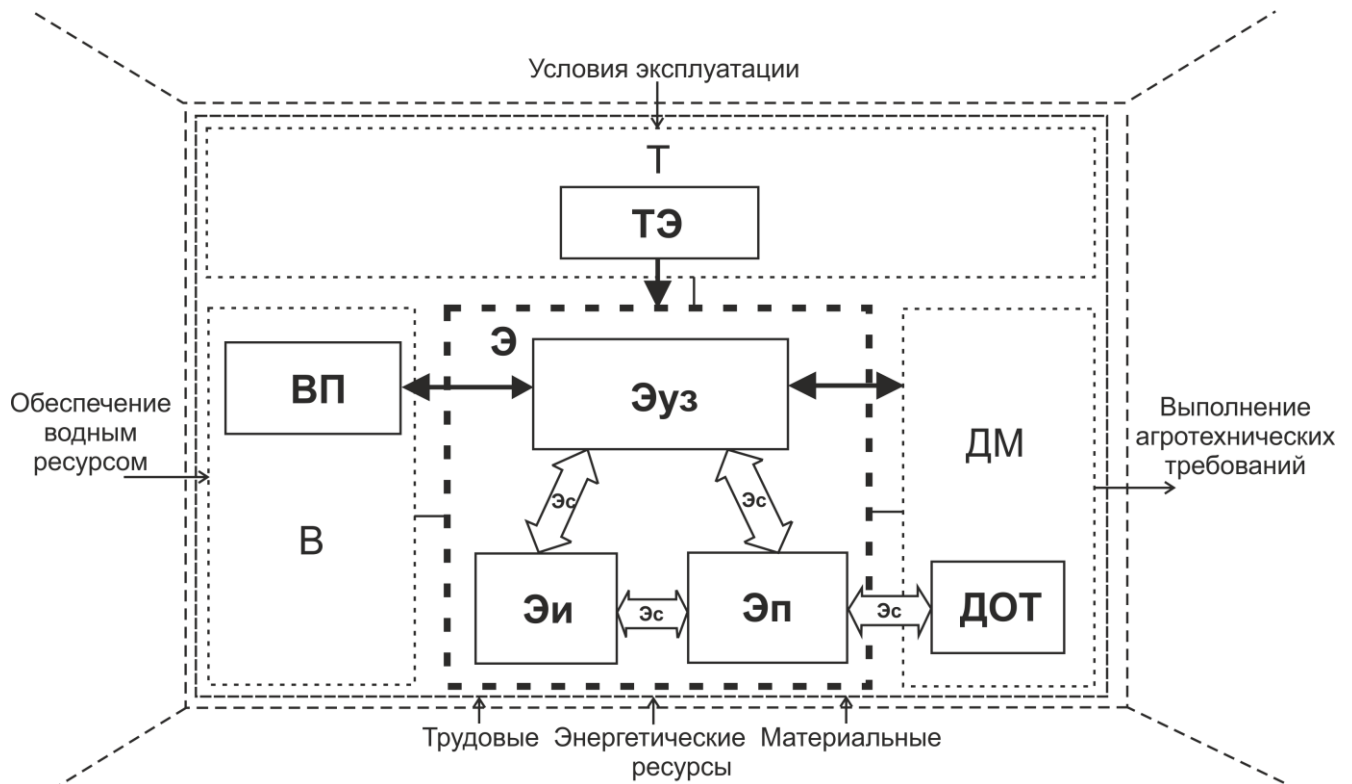 Условия эксплуатации
Т
ТЭ
Э
ВП
Эуз
Обеспечение
водным
ресурсом
ДМ
Выполнение
агротехнических
требований
Эс
Эс
В
Эи
Эс
Эп
Эс
ДОТ
Трудовые Энергетические Материальные
ресурсы